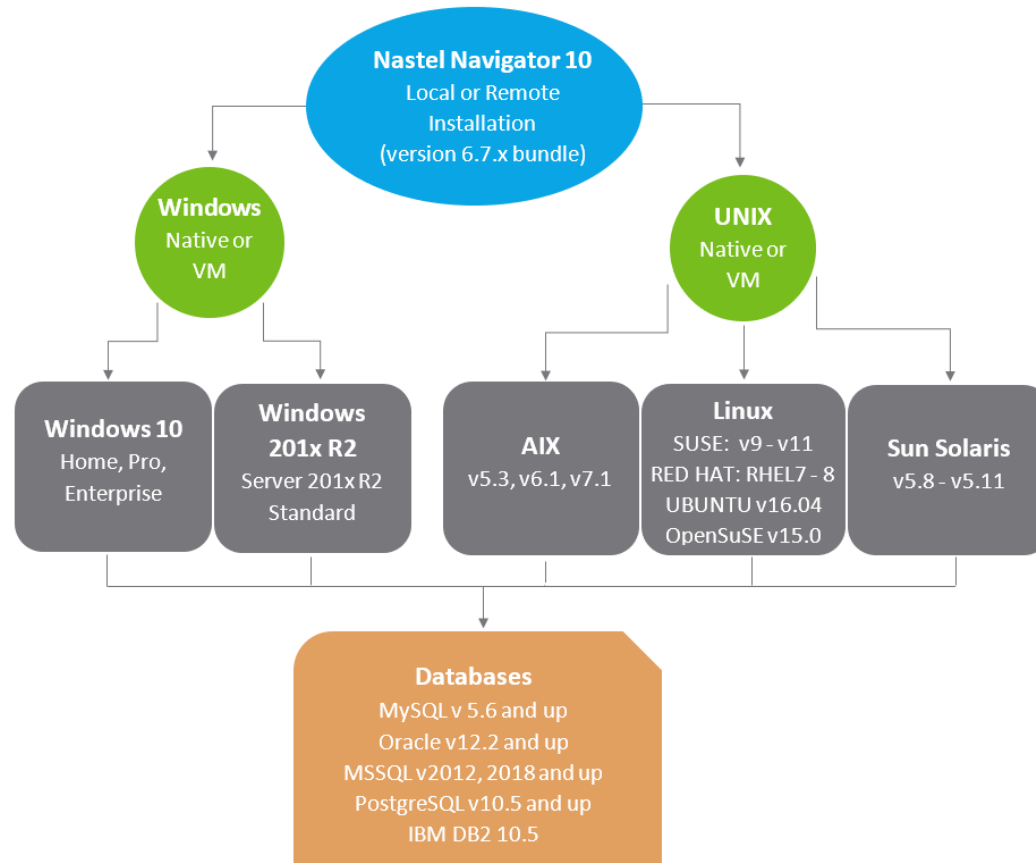 Nastel Navigator 10
Local or Remote
Installation
(version 6.7.x bundle)
Windows
Native or
VM
UNIX
Native or
VM
Windows 10
Home, Pro,
Enterprise
Windows
201x R2
Server 201x R2
Standard
AIX
v5.3, v6.1, v7.1
Linux
SUSE: v9 - v11
RED HAT: RHEL7 - 8
UBUNTU v16.04
OpenSuSE v15.0
Sun Solaris
v5.8 - v5.11
Databases
MySQL v 5.6 and up
Oracle v12.2 and up
MSSQL v2012, 2018 and up
PostgreSQL v10.5 and up
IBM DB2 10.5